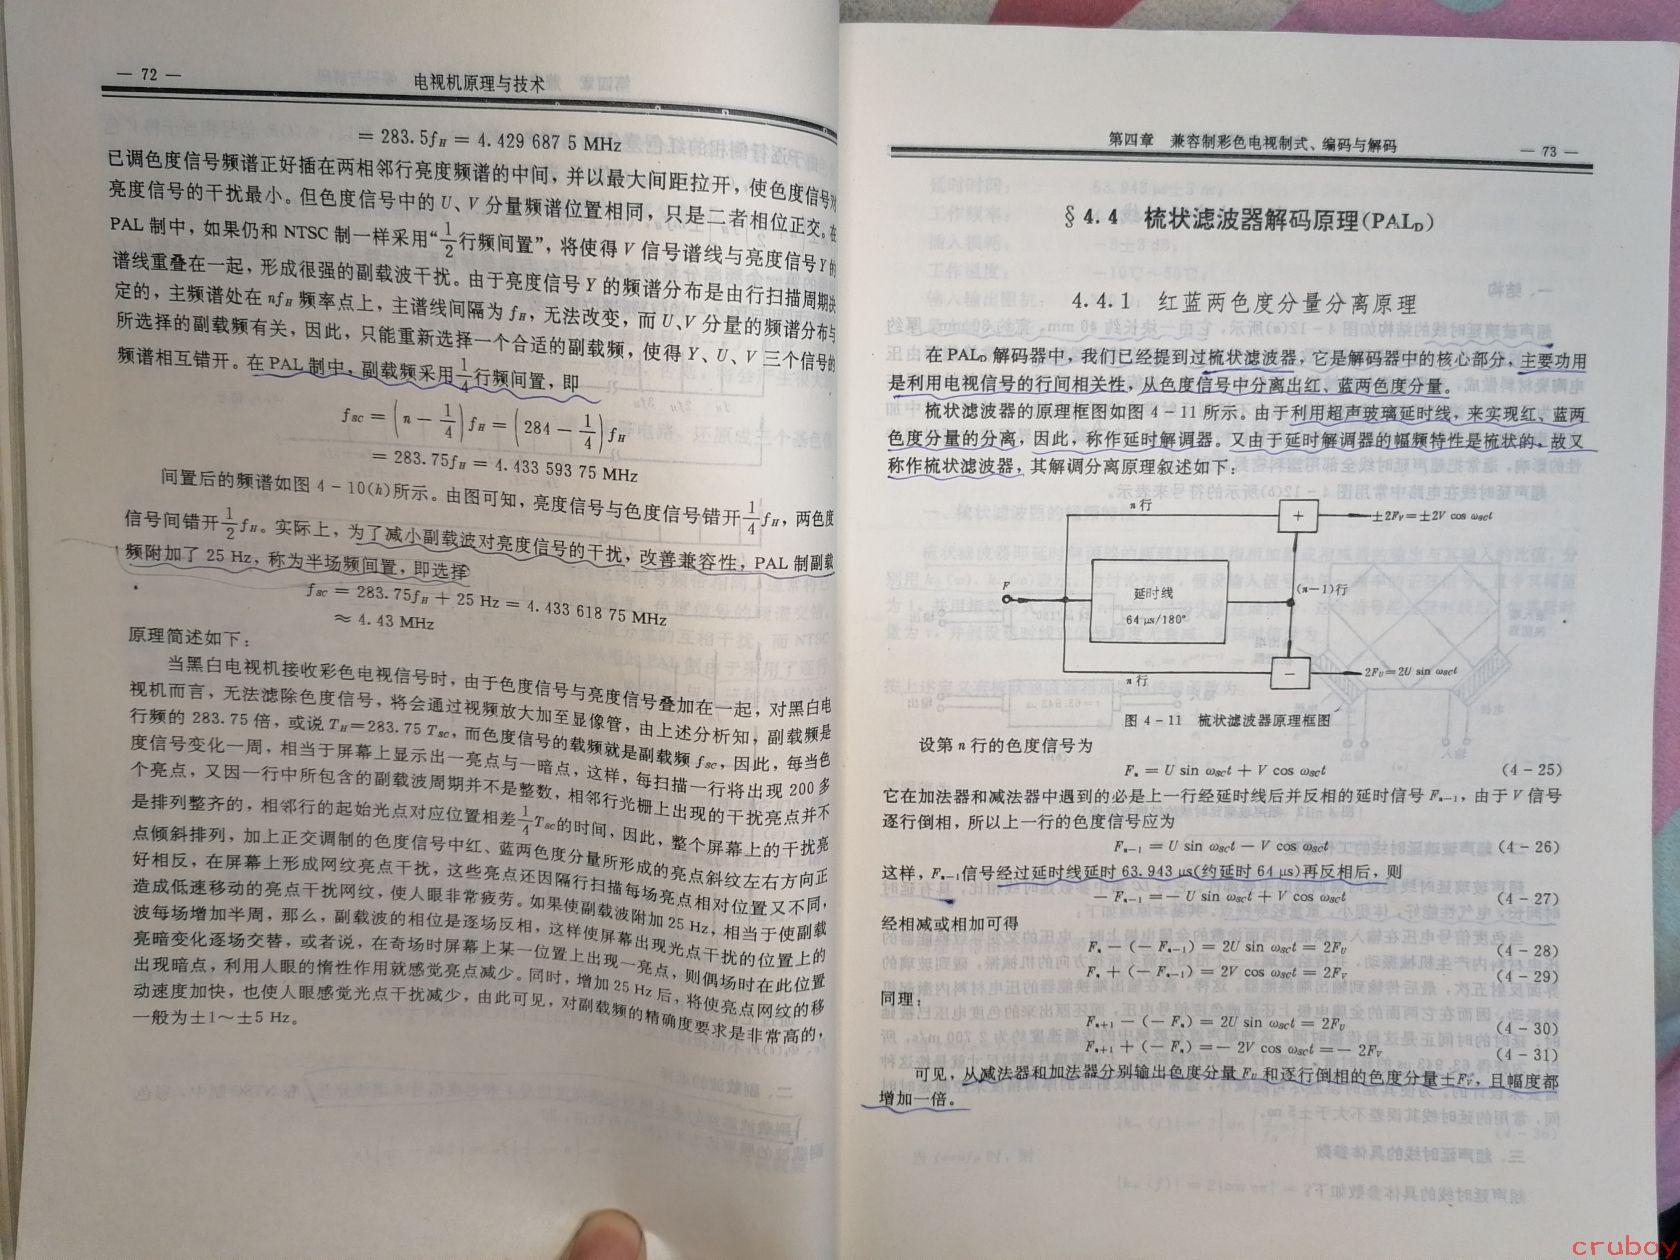 — 72 —
电视机原理与技术
= 283.5fH = 4.429 687 5 MHz
已调色度信号频谱正好插在两相邻行亮度频谱的中间，并以最大间距拉开，使色度信号对
亮度信号的干扰最小。但色度信号中的U、V分量频谱位置相同，只是二者相位正交。在
PAL制中，如果仍和NTSC制一样采用“1/2行频间置”，将使得V信号谱线与亮度信号Y的
谱线重叠在一起，形成很强的副载波干扰。由于亮度信号Y的频谱分布是由行扫描周期决
定的，主频谱处在nfH频率点上，主谱线间隔为fH，无法改变，而U、V分量的频谱分布与
所选择的副载频有关，因此，只能重新选择一个合适的副载频，使得Y、U、V三个信号的
频谱相互错开。在PAL制中，副载频采用1/4行频间置，即
fSC = (n − 1/4)fH = (284 − 1/4)fH
= 283.75fH = 4.433 593 75 MHz
间置后的频谱如图4-10(h)所示。由图可知，亮度信号与色度信号错开1/4fH，两色度
信号间错开1/2fH。实际上，为了减小副载波对亮度信号的干扰，改善兼容性，PAL制副载
频附加了25 Hz，称为半场频间置，即选择
fSC = 283.75fH + 25 Hz = 4.433 618 75 MHz
≈ 4.43 MHz
原理简述如下：
当黑白电视机接收彩色电视信号时，由于色度信号与亮度信号叠加在一起，对黑白电
视机而言，无法滤除色度信号，将会通过视频放大加至显像管，由上述分析知，副载频是
行频的283.75倍，或说TH=283.75 TSC，而色度信号的载频就是副载频fSC，因此，每当色
度信号变化一周，相当于屏幕上显示出一亮点与一暗点，这样，每扫描一行将出现200多
个亮点，又因一行中所包含的副载波周期并不是整数，相邻行光栅上出现的干扰亮点并不
是排列整齐的，相邻行的起始光点对应位置相差1/4TSC的时间，因此，整个屏幕上的干扰亮
点倾斜排列，加上正交调制的色度信号中红、蓝两色度分量所形成的亮点斜纹左右方向正
好相反，在屏幕上形成网纹亮点干扰，这些亮点还因隔行扫描每场亮点相对位置又不同，
造成低速移动的亮点干扰网纹，使人眼非常疲劳。如果使副载波附加25 Hz，相当于使副载
波每场增加半周，那么，副载波的相位是逐场反相，这样使屏幕出现光点干扰的位置上的
亮暗变化逐场交替，或者说，在奇场时屏幕上某一位置上出现一亮点，则偶场时在此位置
出现暗点，利用人眼的惰性作用就感觉亮点减少。同时，增加25 Hz后，将使亮点网纹的移
动速度加快，也使人眼感觉光点干扰减少，由此可见，对副载频的精确度要求是非常高的，
一般为±1～±5 Hz。
第四章　兼容制彩色电视制式、编码与解码
— 73 —
§4.4　梳状滤波器解码原理(PALD)
4.4.1　红蓝两色度分量分离原理
在PALD解码器中，我们已经提到过梳状滤波器，它是解码器中的核心部分，主要功用
是利用电视信号的行间相关性，从色度信号中分离出红、蓝两色度分量。
梳状滤波器的原理框图如图4-11所示。由于利用超声玻璃延时线，来实现红、蓝两
色度分量的分离，因此，称作延时解调器。又由于延时解调器的幅频特性是梳状的，故又
称作梳状滤波器，其解调分离原理叙述如下：
n行
+
±2FV=±2V cos ωSCt
F
延时线
64 μs/180°
(n−1)行
−
n行
2FU=2U sin ωSCt
图4-11　梳状滤波器原理框图
设第n行的色度信号为
Fn = U sin ωSCt + V cos ωSCt (4-25)
它在加法器和减法器中遇到的必是上一行经延时线后并反相的延时信号Fn−1，由于V信号
逐行倒相，所以上一行的色度信号应为
Fn−1 = U sin ωSCt − V cos ωSCt (4-26)
这样，Fn−1信号经过延时线延时63.943 μs(约延时64 μs)再反相后，则
− Fn−1 = − U sin ωSCt + V cos ωSCt (4-27)
经相减或相加可得
Fn − (− Fn−1) = 2U sin ωSCt = 2FU (4-28)
Fn + (− Fn−1) = 2V cos ωSCt = 2FV (4-29)
同理：
Fn+1 − (− Fn) = 2U sin ωSCt = 2FU (4-30)
Fn+1 + (− Fn) = − 2V cos ωSCt = − 2FV (4-31)
可见，从减法器和加法器分别输出色度分量FU和逐行倒相的色度分量±FV，且幅度都
增加一倍。
cruboy